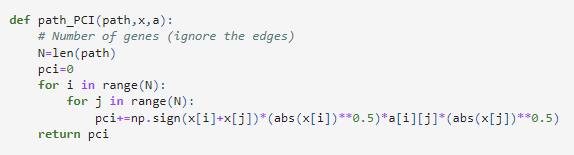 def path_PCI(path,x,a):
    # Number of genes (ignore the edges)
    N=len(path)
    pci=0
    for i in range(N):
        for j in range(N):
            pci+=np.sign(x[i]+x[j])*(abs(x[i])**0.5)*a[i][j]*(abs(x[j])**0.5)
    return pci